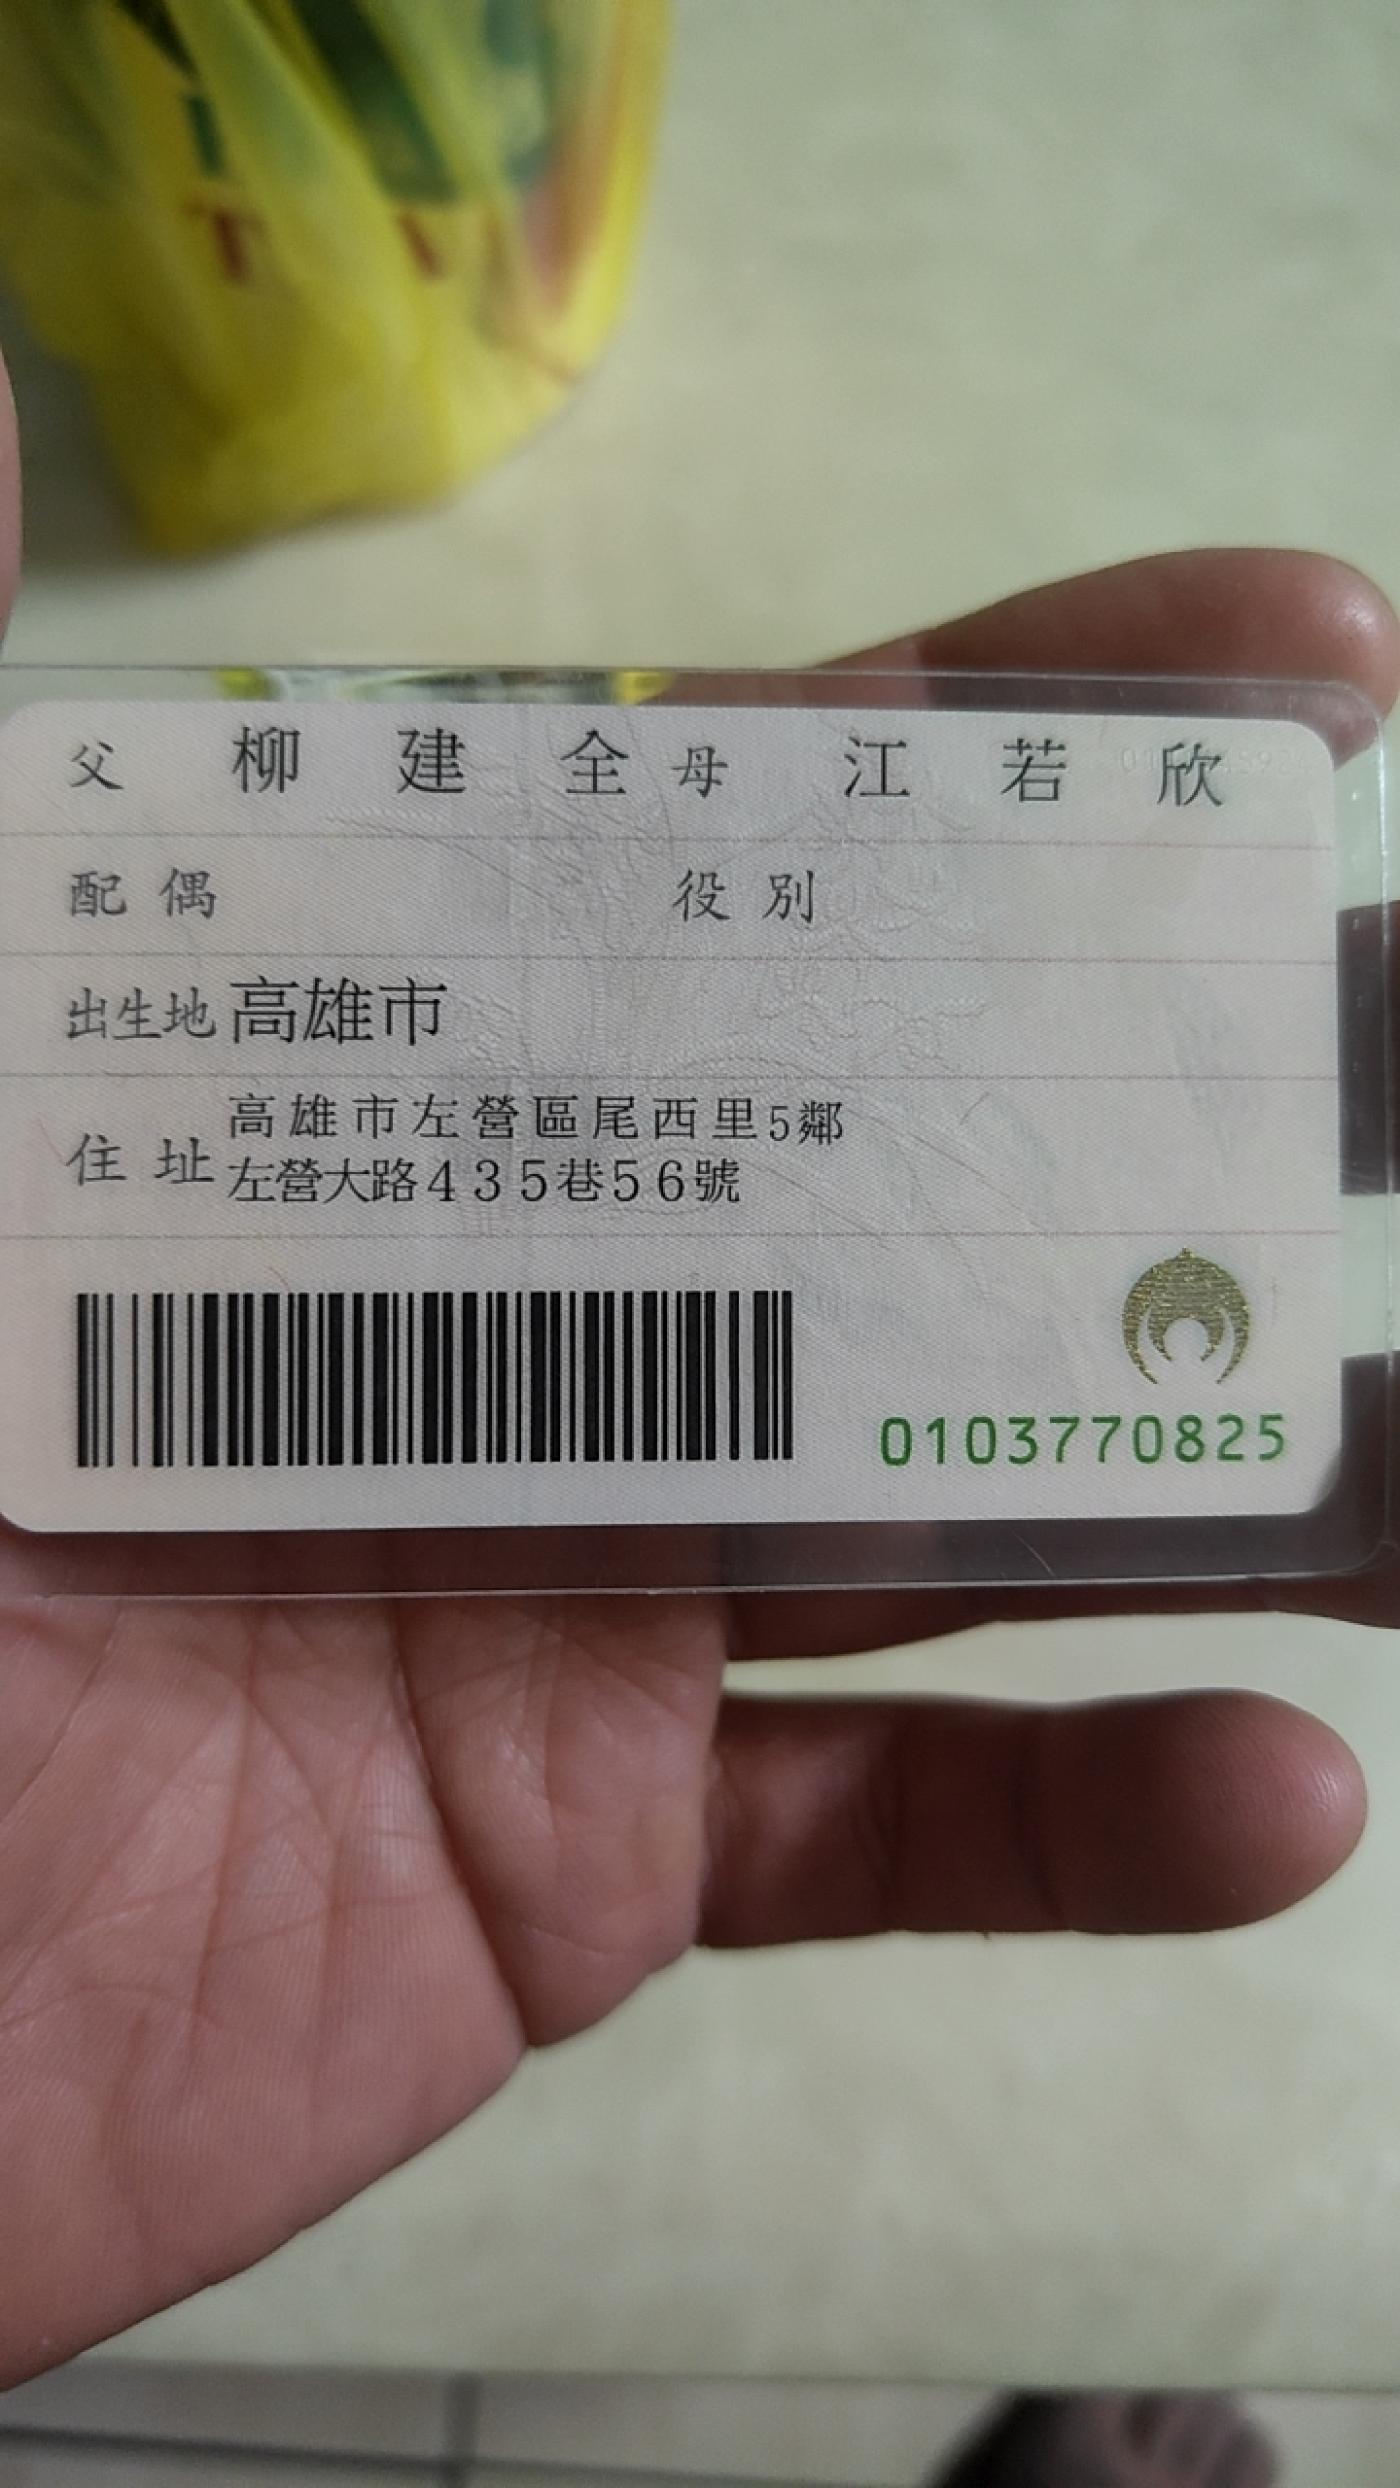 父 柳建全 母 江若欣
配偶 役別
出生地 高雄市
住址 高雄市左營區尾西里5鄰
左營大路435巷56號
0103770825